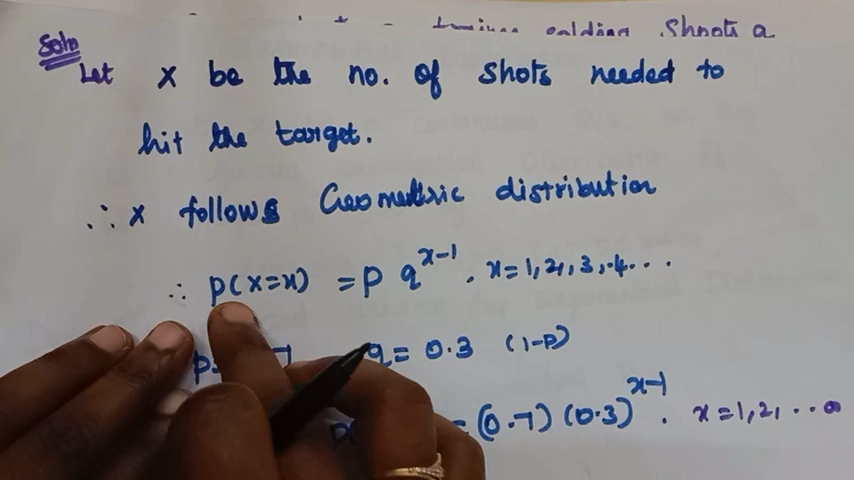 Shoots a
Soln
Let X be the no. of shots needed to
hit the target.
∴ X follows Geometric distribution
∴ P(X=x) = p q^{x-1} . x=1,2,3,4...
q = 0.3 (1-p)
= (0.7) (0.3)^{x-1} . x=1,2,...∞